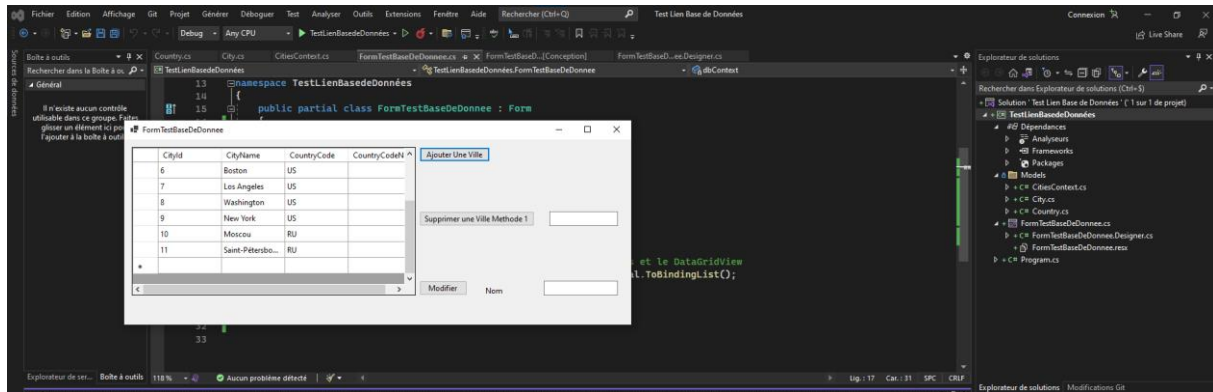 Fichier Edition Affichage Git Projet Générer Déboguer Test Analyser Outils Extensions Fenêtre Aide Rechercher (Ctrl+Q) Test Lien Base de Données Connexion
Debug Any CPU TestLienBasedeDonnées Live Share
Sources de données
Boîte à outils
Rechercher dans la Boîte à ou
Général
Il n'existe aucun contrôle
utilisable dans ce groupe. Faites
glisser un élément ici po
l'ajouter à la boîte à outil
Country.cs City.cs CitiesContext.cs FormTestBaseDeDonnee.cs FormTestBaseD...[Conception] FormTestBaseD...ee.Designer.cs
TestLienBasedeDonnées TestLienBasedeDonnées.FormTestBaseDeDonnee dbContext
13 namespace TestLienBasedeDonnées
14 {
15 public partial class FormTestBaseDeDonnee : Form
FormTestBaseDeDonnee
CityId CityName CountryCode CountryCodeN
6 Boston US
7 Los Angeles US
8 Washington US
9 New York US
10 Moscou RU
11 Saint-Pétersbo... RU
Ajouter Une Ville
Supprimer une Ville Methode 1
Modifier Nom
et le DataGridView
al.ToBindingList();
32
33
Explorateur de ser... Boîte à outils
118 % Aucun problème détecté Lig. : 17 Car. : 31 SPC CRLF
Explorateur de solutions
Rechercher dans Explorateur de solutions (Ctrl+$)
Solution ' Test Lien Base de Données ' (' 1 sur 1 de projet)
TestLienBasedeDonnées
Dépendances
Analyseurs
Frameworks
Packages
Models
C# CitiesContext.cs
C# City.cs
C# Country.cs
FormTestBaseDeDonnee.cs
C# FormTestBaseDeDonnee.Designer.cs
FormTestBaseDeDonnee.resx
C# Program.cs
Explorateur de solutions Modifications Git